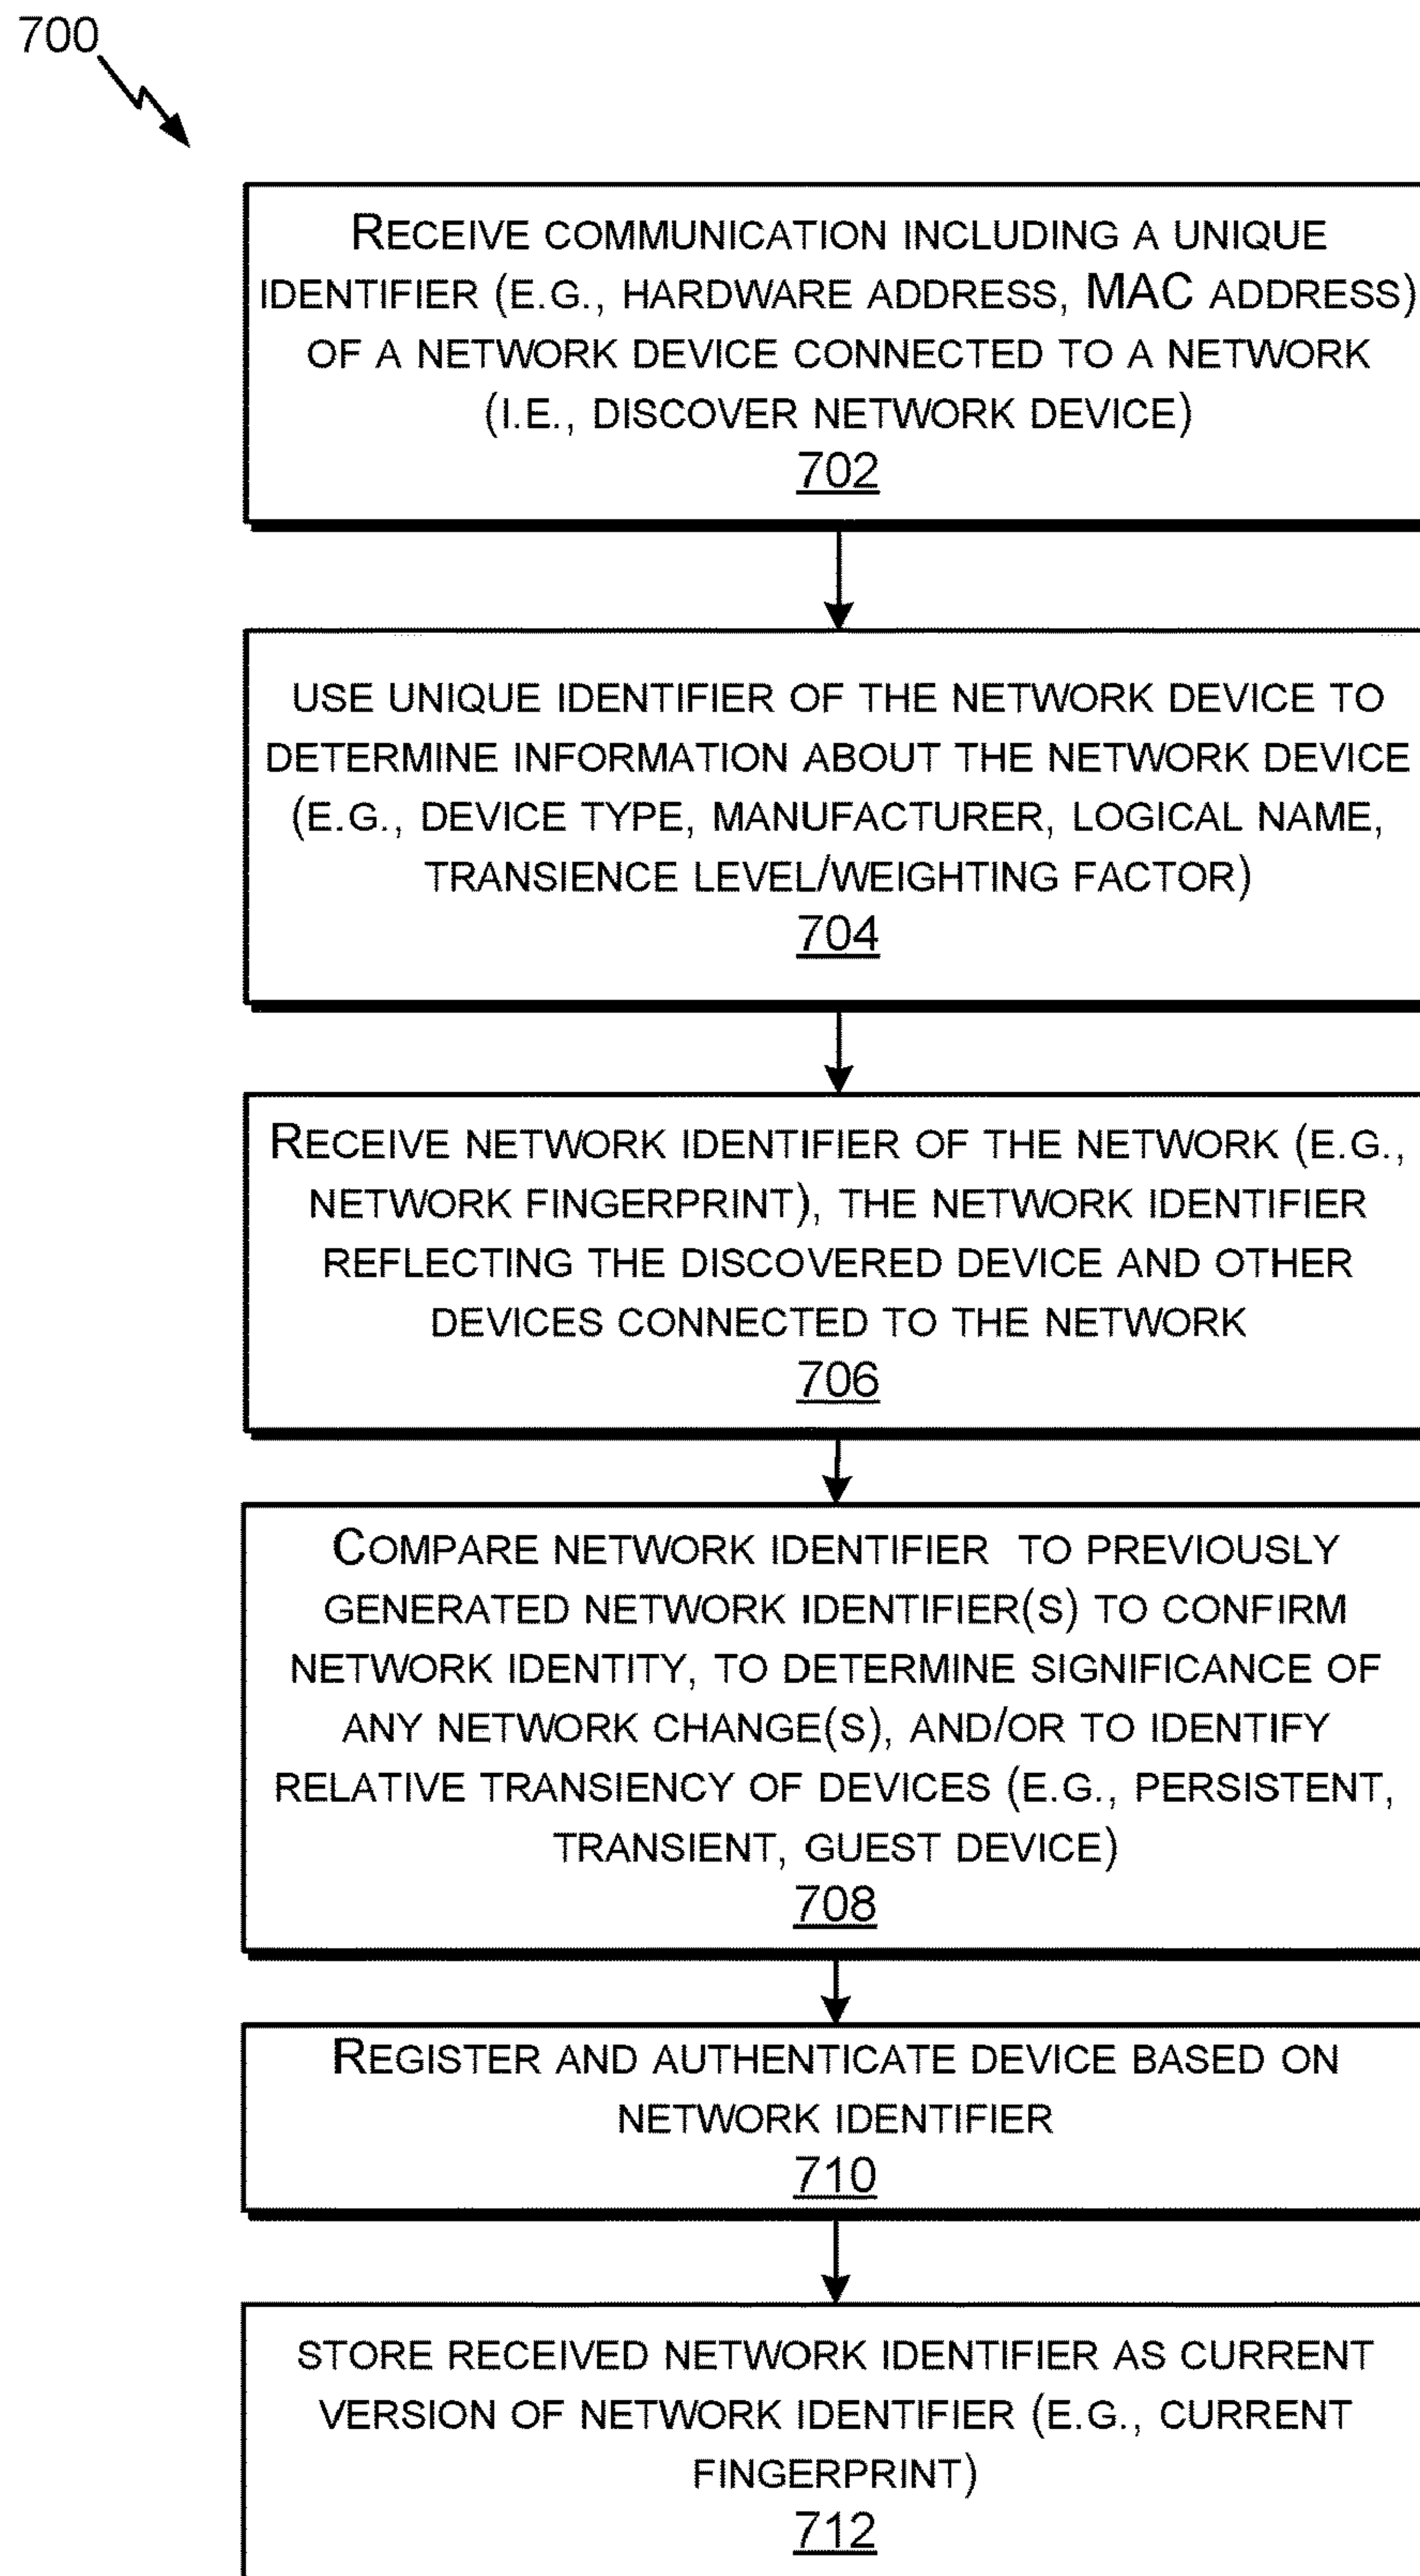 700
RECEIVE COMMUNICATION INCLUDING A UNIQUE
IDENTIFIER (E.G., HARDWARE ADDRESS, MAC ADDRESS)
OF A NETWORK DEVICE CONNECTED TO A NETWORK
(I.E., DISCOVER NETWORK DEVICE)
702
USE UNIQUE IDENTIFIER OF THE NETWORK DEVICE TO
DETERMINE INFORMATION ABOUT THE NETWORK DEVICE
(E.G., DEVICE TYPE, MANUFACTURER, LOGICAL NAME,
TRANSIENCE LEVEL/WEIGHTING FACTOR)
704
RECEIVE NETWORK IDENTIFIER OF THE NETWORK (E.G.,
NETWORK FINGERPRINT), THE NETWORK IDENTIFIER
REFLECTING THE DISCOVERED DEVICE AND OTHER
DEVICES CONNECTED TO THE NETWORK
706
COMPARE NETWORK IDENTIFIER TO PREVIOUSLY
GENERATED NETWORK IDENTIFIER(S) TO CONFIRM
NETWORK IDENTITY, TO DETERMINE SIGNIFICANCE OF
ANY NETWORK CHANGE(S), AND/OR TO IDENTIFY
RELATIVE TRANSIENCY OF DEVICES (E.G., PERSISTENT,
TRANSIENT, GUEST DEVICE)
708
REGISTER AND AUTHENTICATE DEVICE BASED ON
NETWORK IDENTIFIER
710
STORE RECEIVED NETWORK IDENTIFIER AS CURRENT
VERSION OF NETWORK IDENTIFIER (E.G., CURRENT
FINGERPRINT)
712